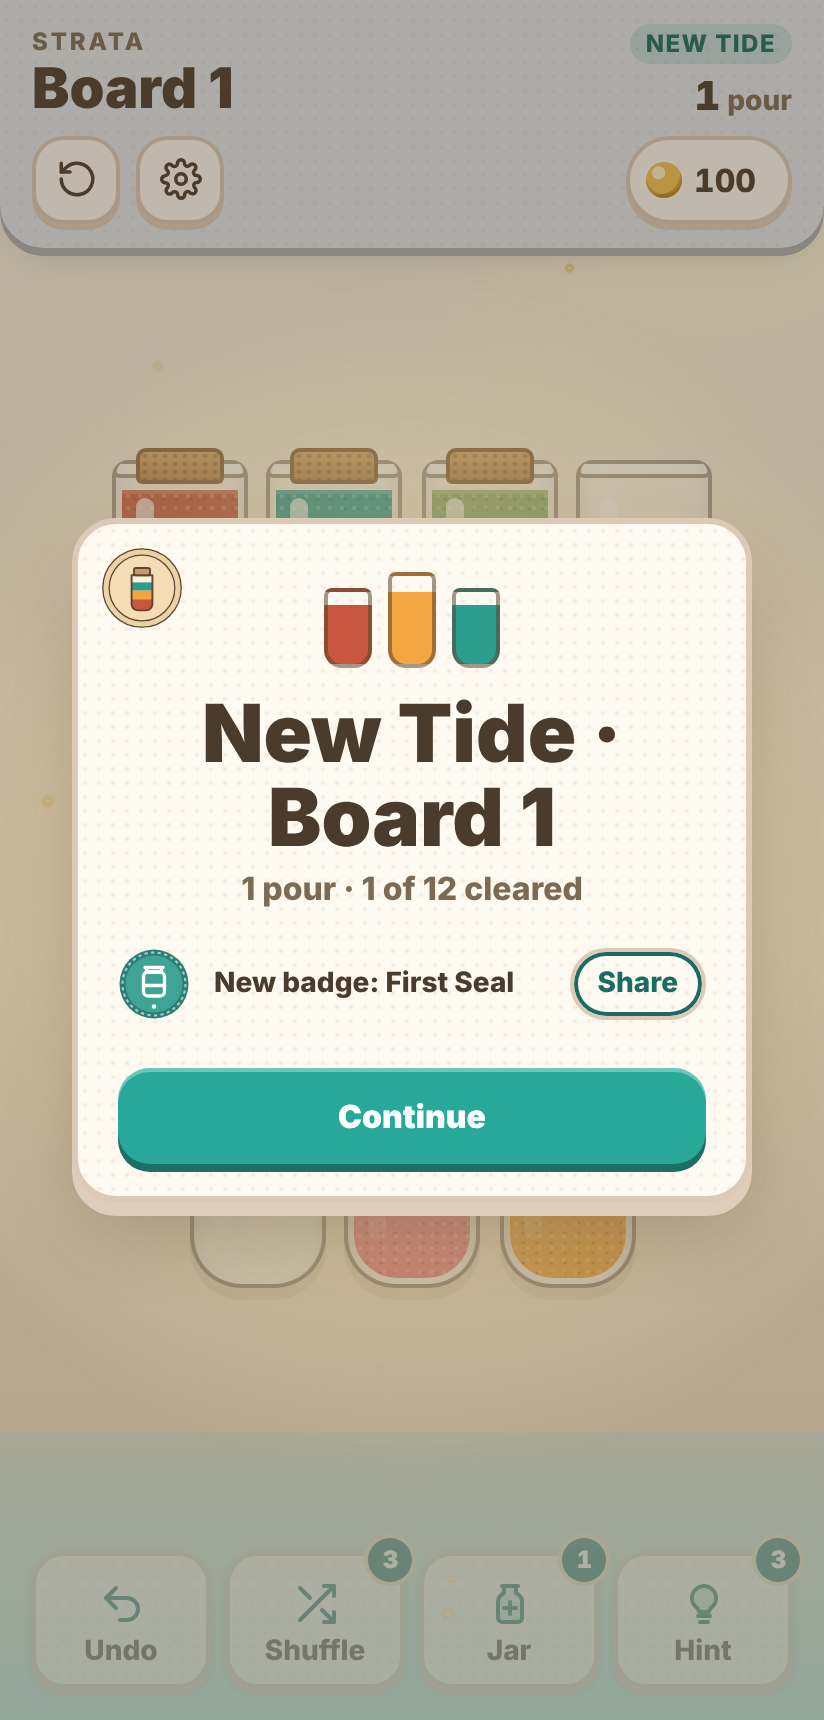 STRATA
NEW TIDE
Board 1
1 pour
100
New Tide ·
Board 1
1 pour · 1 of 12 cleared
New badge: First Seal
Share
Continue
3
1
3
Undo
Shuffle
Jar
Hint